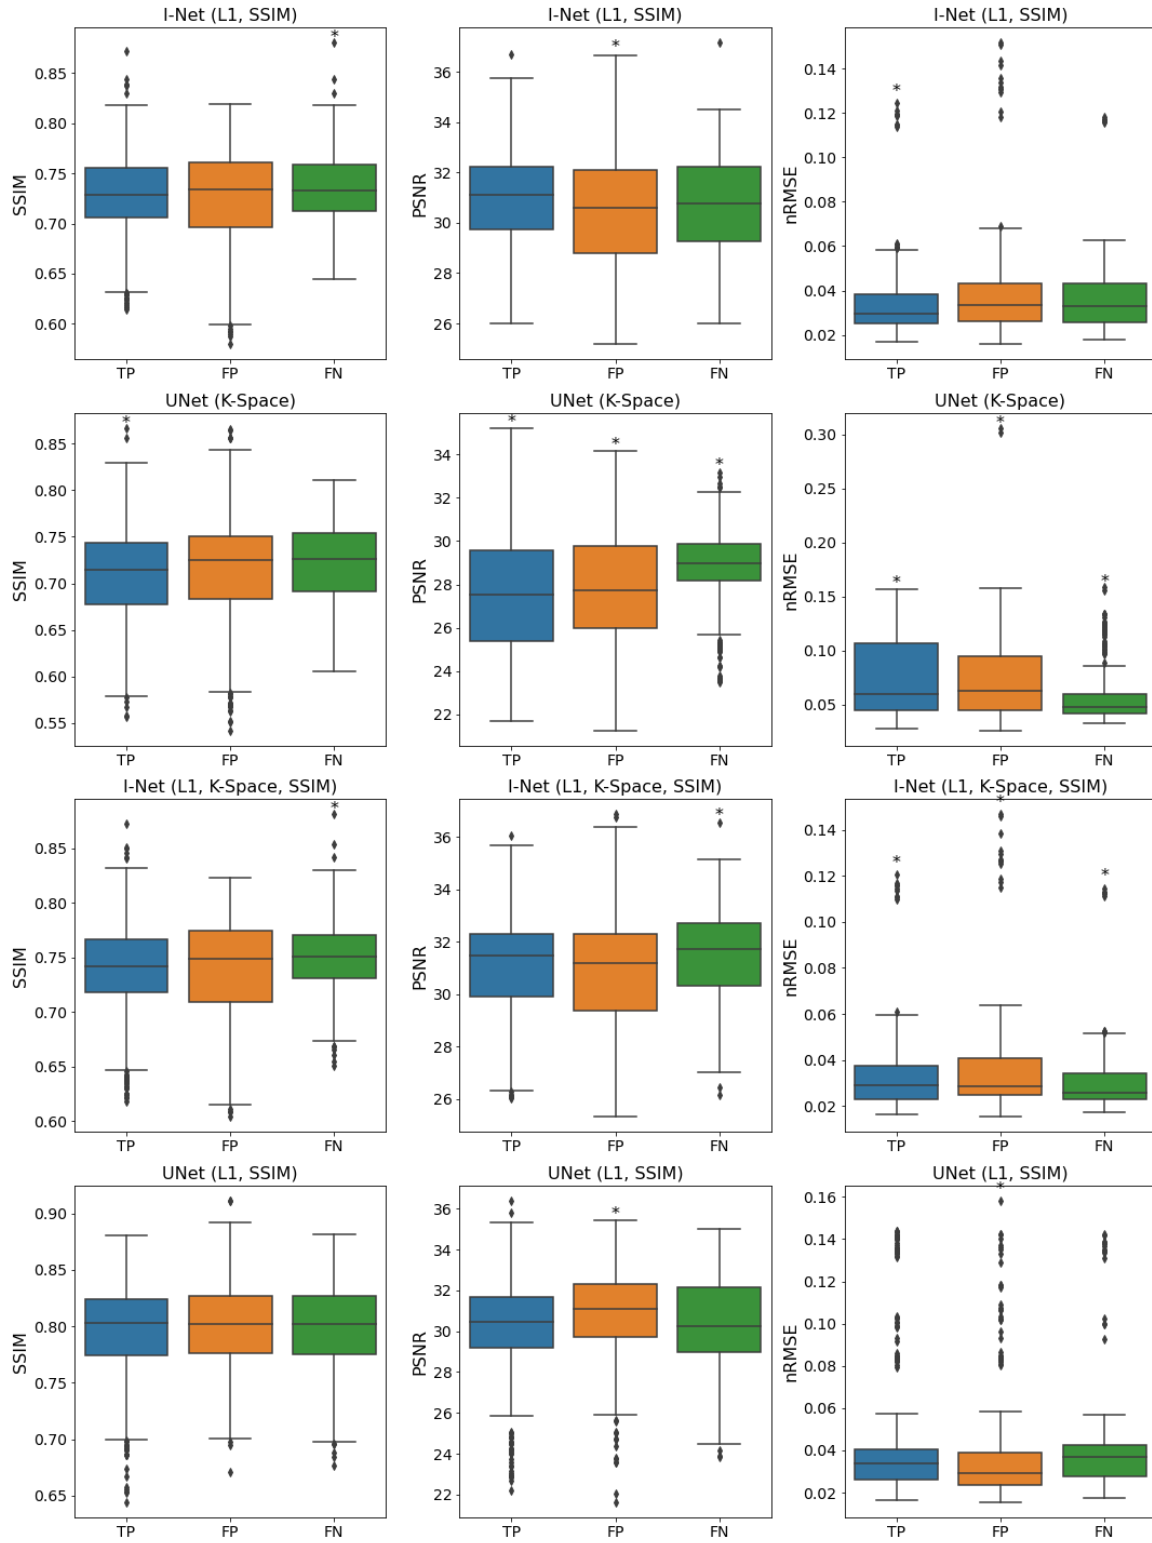 I-Net (L1, SSIM)
SSIM
0.85
0.80
0.75
0.70
0.65
0.60
*
TP FP FN
I-Net (L1, SSIM)
PSNR
36
34
32
30
28
26
*
TP FP FN
I-Net (L1, SSIM)
nRMSE
0.14
0.12
0.10
0.08
0.06
0.04
0.02
*
TP FP FN
UNet (K-Space)
SSIM
0.85
0.80
0.75
0.70
0.65
0.60
0.55
*
TP FP FN
UNet (K-Space)
PSNR
34
32
30
28
26
24
22
* * *
TP FP FN
UNet (K-Space)
nRMSE
0.30
0.25
0.20
0.15
0.10
0.05
* * *
TP FP FN
I-Net (L1, K-Space, SSIM)
SSIM
0.85
0.80
0.75
0.70
0.65
0.60
*
TP FP FN
I-Net (L1, K-Space, SSIM)
PSNR
36
34
32
30
28
26
*
TP FP FN
I-Net (L1, K-Space, SSIM)
nRMSE
0.14
0.12
0.10
0.08
0.06
0.04
0.02
* * *
TP FP FN
UNet (L1, SSIM)
SSIM
0.90
0.85
0.80
0.75
0.70
0.65
TP FP FN
UNet (L1, SSIM)
PSNR
36
34
32
30
28
26
24
22
*
TP FP FN
UNet (L1, SSIM)
nRMSE
0.16
0.14
0.12
0.10
0.08
0.06
0.04
0.02
*
TP FP FN